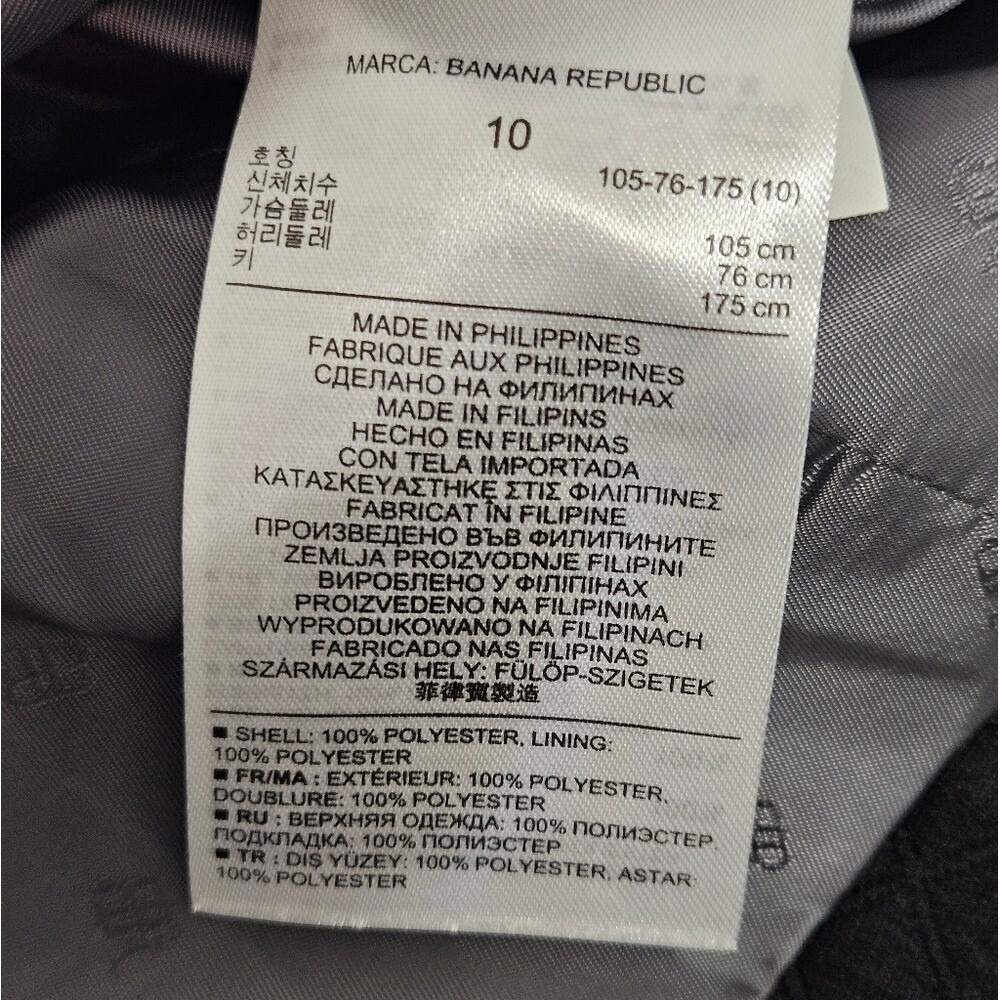 MARCA: BANANA REPUBLIC
10
호칭 105-76-175 (10)
신체치수
가슴둘레 105 cm
허리둘레 76 cm
키 175 cm
MADE IN PHILIPPINES
FABRIQUE AUX PHILIPPINES
СДЕЛАНО НА ФИЛИПИНАХ
MADE IN FILIPINS
HECHO EN FILIPINAS
CON TELA IMPORTADA
ΚΑΤΑΣΚΕΥΑΣΤΗΚΕ ΣΤΙΣ ΦΙΛΙΠΠΙΝΕΣ
FABRICAT ÎN FILIPINE
ПРОИЗВЕДЕНО ВЪВ ФИЛИПИНИТЕ
ZEMLJA PROIZVODNJE FILIPINI
ВИРОБЛЕНО У ФІЛІПІНАХ
PROIZVEDENO NA FILIPINIMA
WYPRODUKOWANO NA FILIPINACH
FABRICADO NAS FILIPINAS
SZÁRMAZÁSI HELY: FÜLÖP-SZIGETEK
菲律賓製造
■ SHELL: 100% POLYESTER, LINING:
100% POLYESTER
■ FR/MA : EXTÉRIEUR: 100% POLYESTER,
DOUBLURE: 100% POLYESTER
■ RU : ВЕРХНЯЯ ОДЕЖДА: 100% ПОЛИЭСТЕР,
ПОДКЛАДКА: 100% ПОЛИЭСТЕР
■ TR : DIS YÜZEY: 100% POLYESTER, ASTAR:
100% POLYESTER